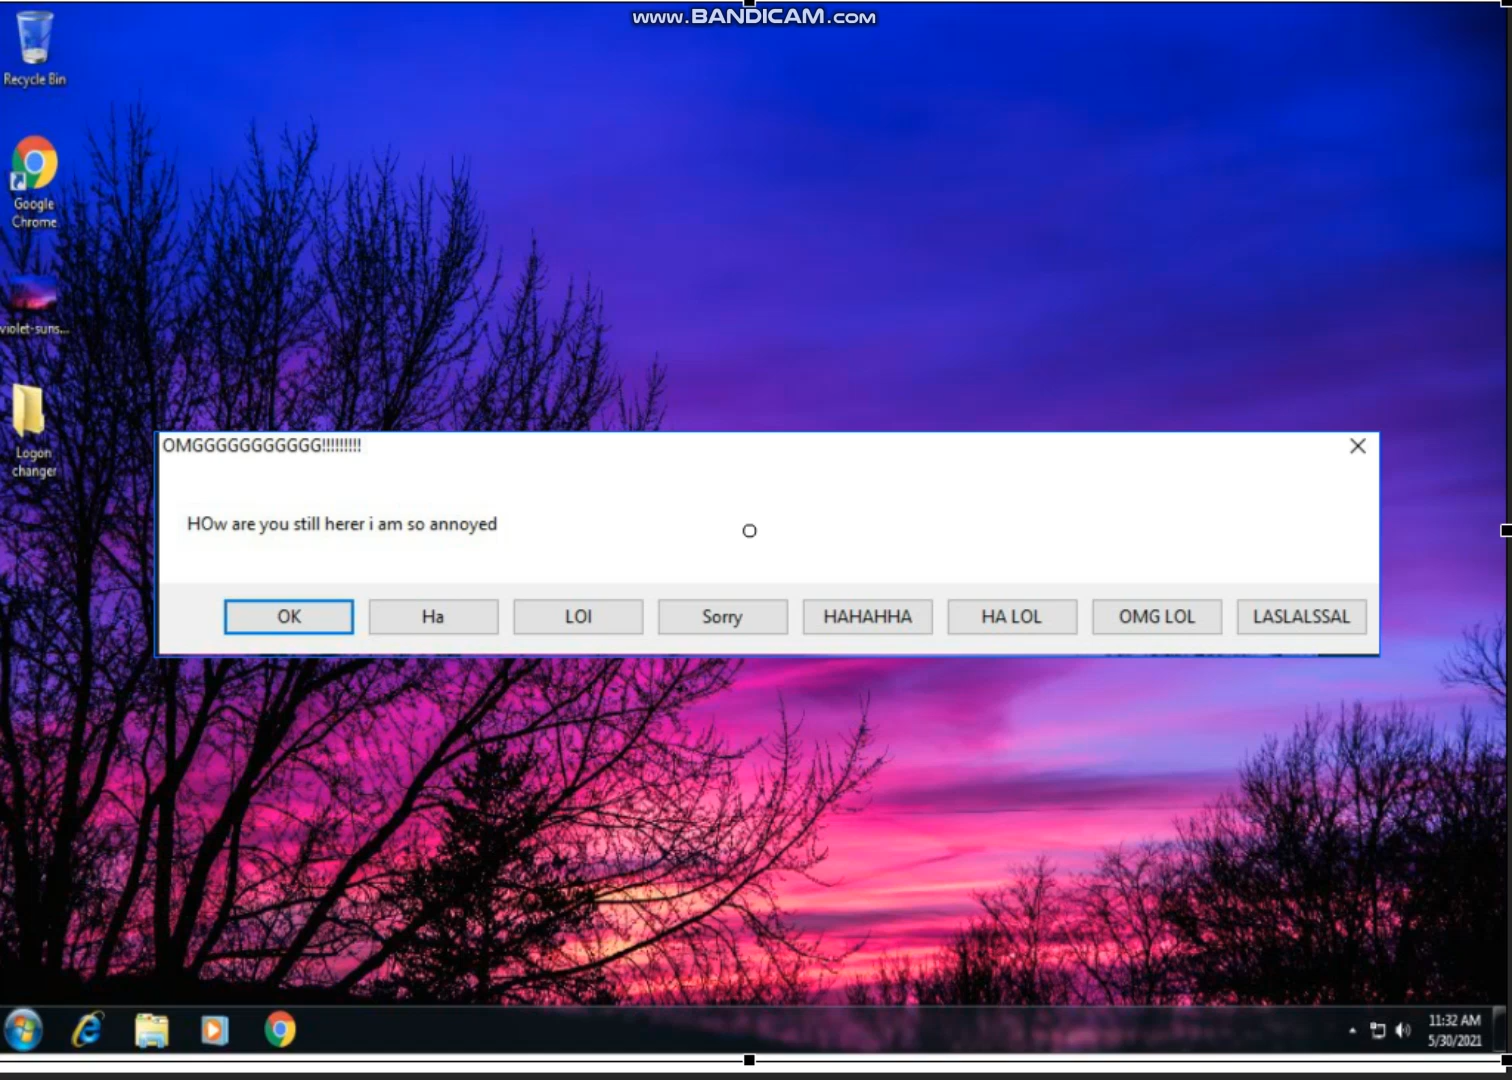 www.BANDICAM.com
Recycle Bin
Google
Chrome
violet-suns...
Logon
changer
OMGGGGGGGGGGG!!!!!!!!!
HOw are you still herer i am so annoyed
OK
Ha
LOl
Sorry
HAHAHHA
HA LOL
OMG LOL
LASLALSSAL
11:32 AM
5/30/2021